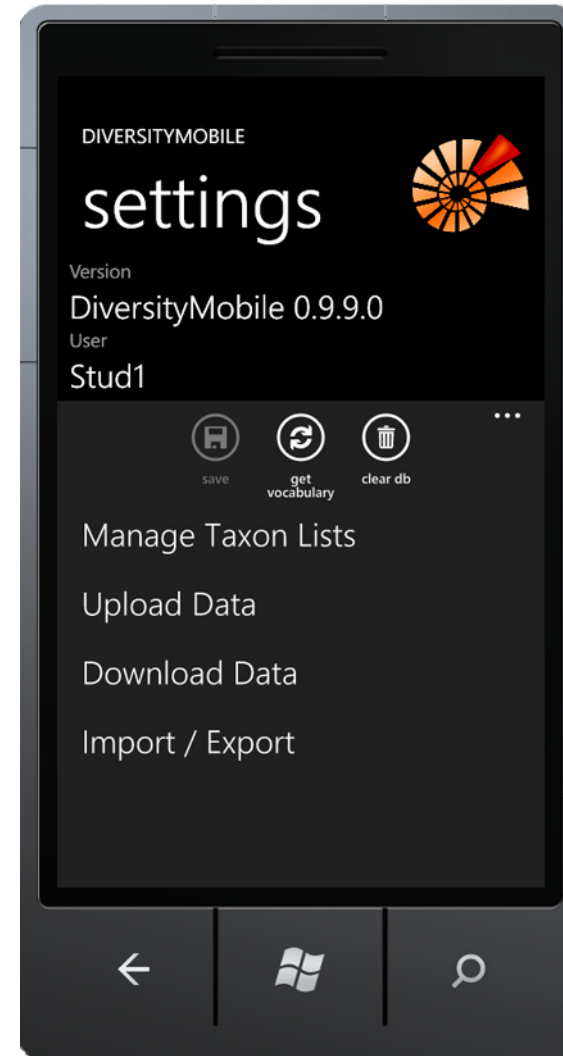 DIVERSITYMOBILE
settings
Version
DiversityMobile 0.9.9.0
User
Stud1
...
save
get
vocabulary
clear db
Manage Taxon Lists
Upload Data
Download Data
Import / Export